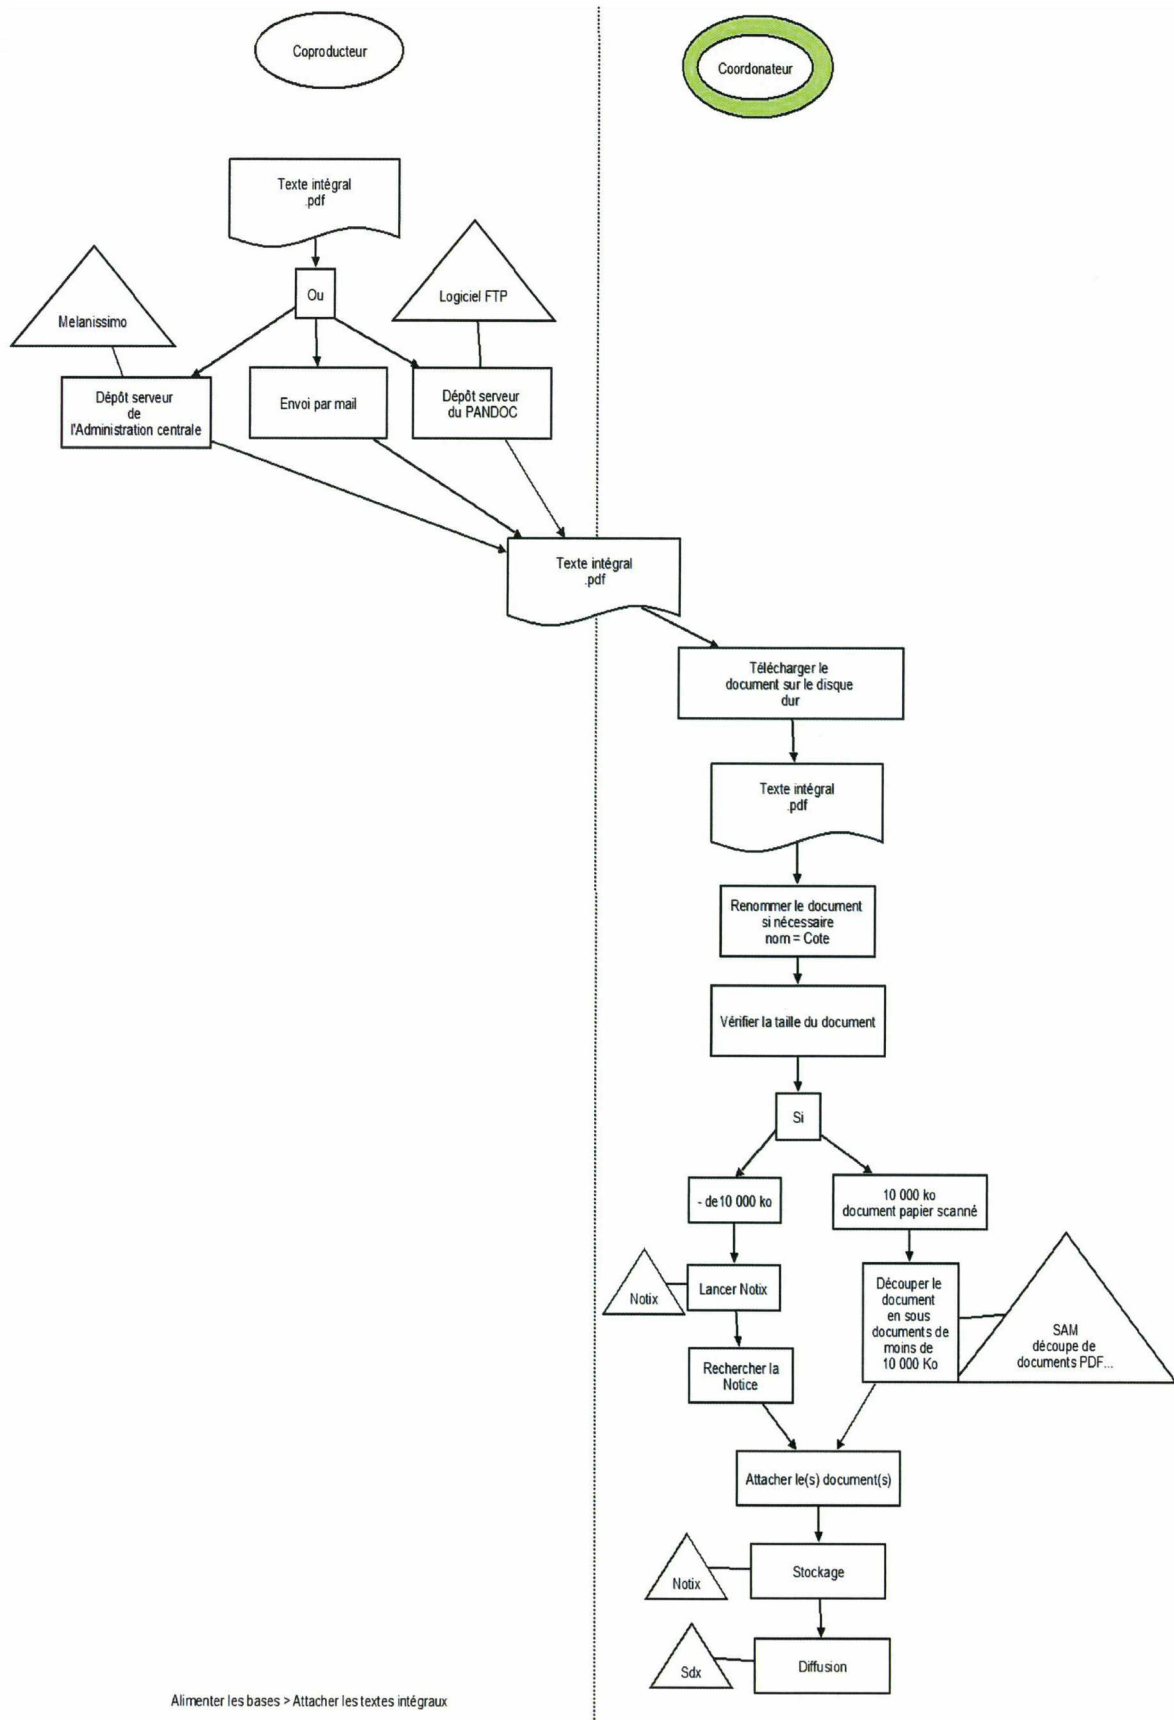 Coproducteur
Coordonateur
Texte intégral
.pdf
Ou
Melanissimo
Logiciel FTP
Dépôt serveur
de
l'Administration centrale
Envoi par mail
Dépôt serveur
du PANDOC
Texte intégral
.pdf
Télécharger le
document sur le disque
dur
Texte intégral
.pdf
Renommer le document
si nécessaire
nom = Cote
Vérifier la taille du document
Si
- de10 000 ko
10 000 ko
document papier scanné
Notix
Lancer Notix
Découper le
document
en sous
documents de
moins de
10 000 Ko
SAM
découpe de
documents PDF...
Rechercher la
Notice
Attacher le(s) document(s)
Notix
Stockage
Sdx
Diffusion
Alimenter les bases > Attacher les textes intégraux